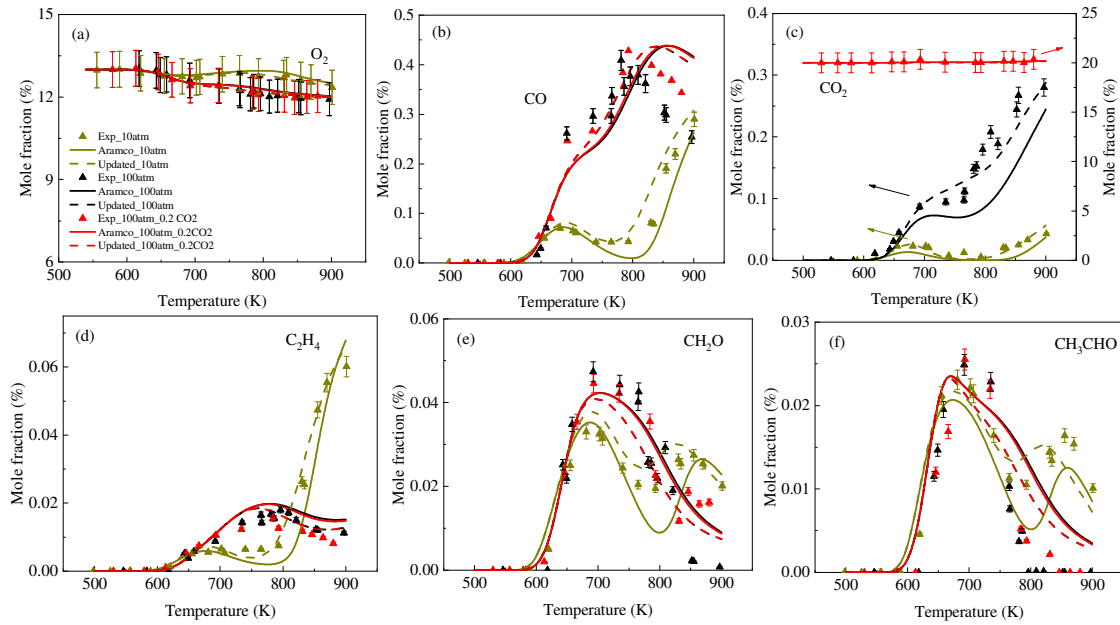 (a)
O2
Mole fraction (%)
15
12
9
6
Exp_10atm
Aramco_10atm
Updated_10atm
Exp_100atm
Aramco_100atm
Updated_100atm
Exp_100atm_0.2 CO2
Aramco_100atm_0.2CO2
Updated_100atm_0.2CO2
500 600 700 800 900
Temperature (K)
(b)
CO
Mole fraction (%)
0.5
0.4
0.3
0.2
0.1
0.0
500 600 700 800 900
Temperature (K)
(c)
CO2
Mole fraction (%)
0.4
0.3
0.2
0.1
0.0
25
20
15
10
5
0
Mole fraction (%)
500 600 700 800 900
Temperature (K)
(d)
C2H4
Mole fraction (%)
0.06
0.04
0.02
0.00
500 600 700 800 900
Temperature (K)
(e)
CH2O
Mole fraction (%)
0.06
0.04
0.02
0.00
500 600 700 800 900
Temperature (K)
(f)
CH3CHO
Mole fraction (%)
0.03
0.02
0.01
0.00
500 600 700 800 900
Temperature (K)